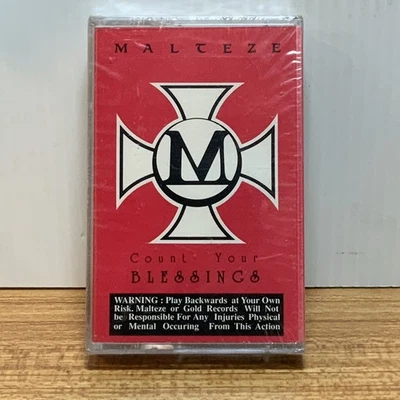 MALTEZE
M
Count Your
BLESSINGS
WARNING : Play Backwards at Your Own
Risk. Malteze or Gold Records Will Not
be Responsible For Any Injuries Physical
or Mental Occuring From This Action